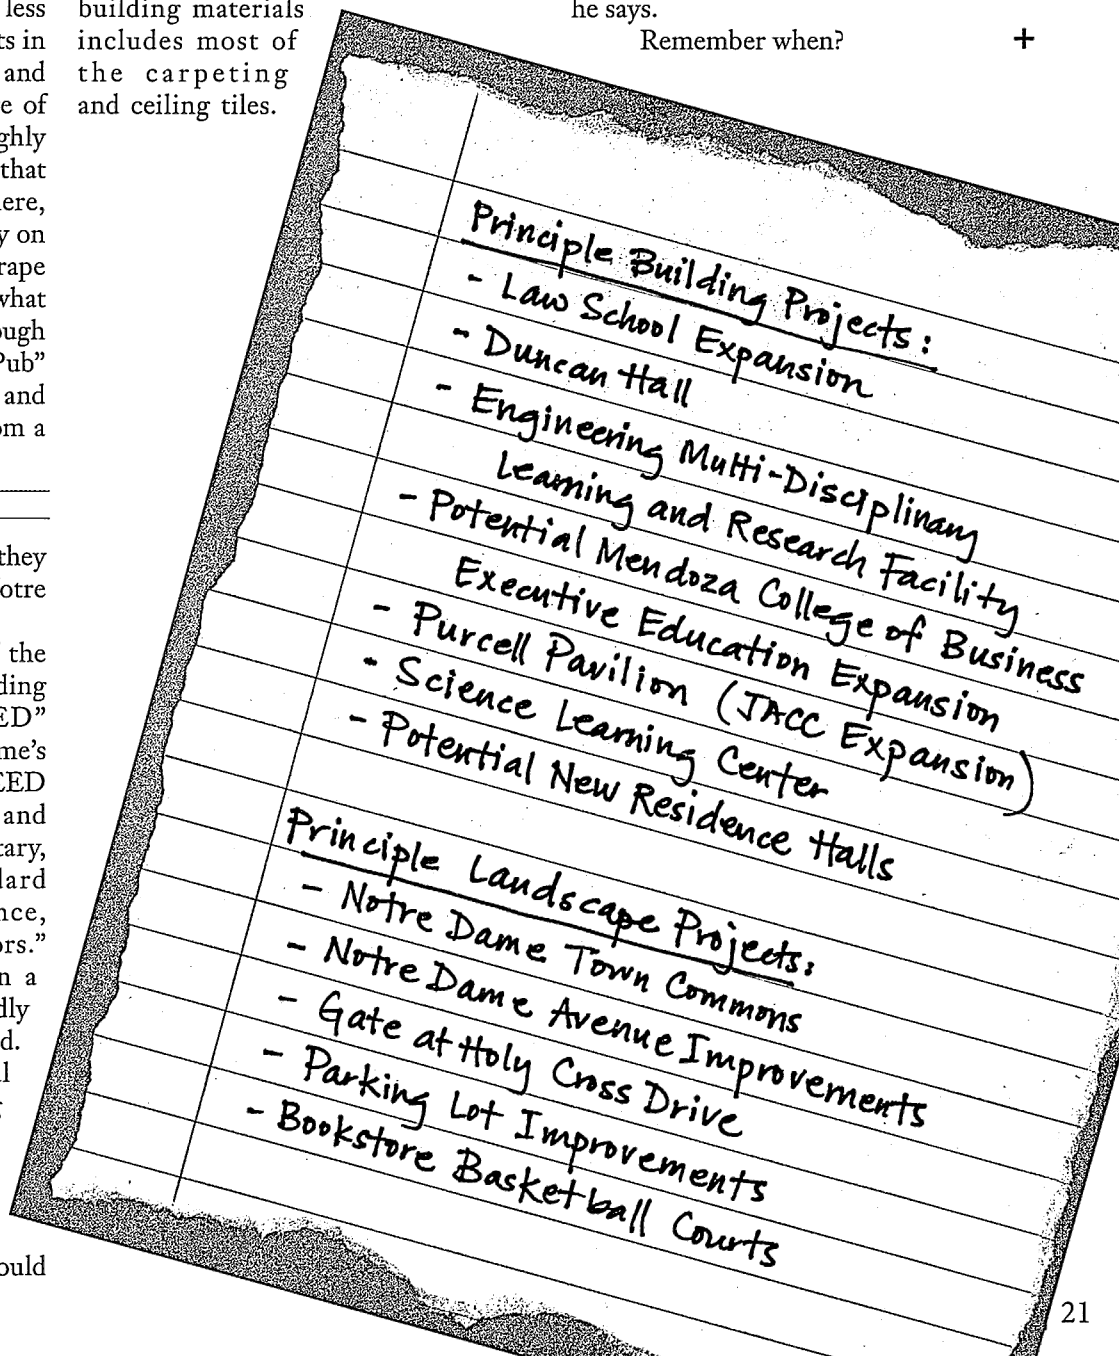 less
ts in
and
e of
ghly
that
ere,
y on
rape
what
ough
Pub”
and
om a
they
otre
the
ding
ED”
me's
EED
and
tary,
dard
nce,
ors.”
n a
dly
d.
l
ould
building materials
includes most of
the carpeting
and ceiling tiles.
he says.
Remember when?
+
Principle Building Projects:
- Law School Expansion
- Duncan Hall
- Engineering Multi-Disciplinary
Learning and Research Facility
- Potential Mendoza College of Business
Executive Education Expansion
- Purcell Pavilion (JACC Expansion)
- Science Learning Center
- Potential New Residence Halls
Principle Landscape Projects:
- Notre Dame Town Commons
- Notre Dame Avenue Improvements
- Gate at Holy Cross Drive
- Parking Lot Improvements
- Bookstore Basketball Courts
21